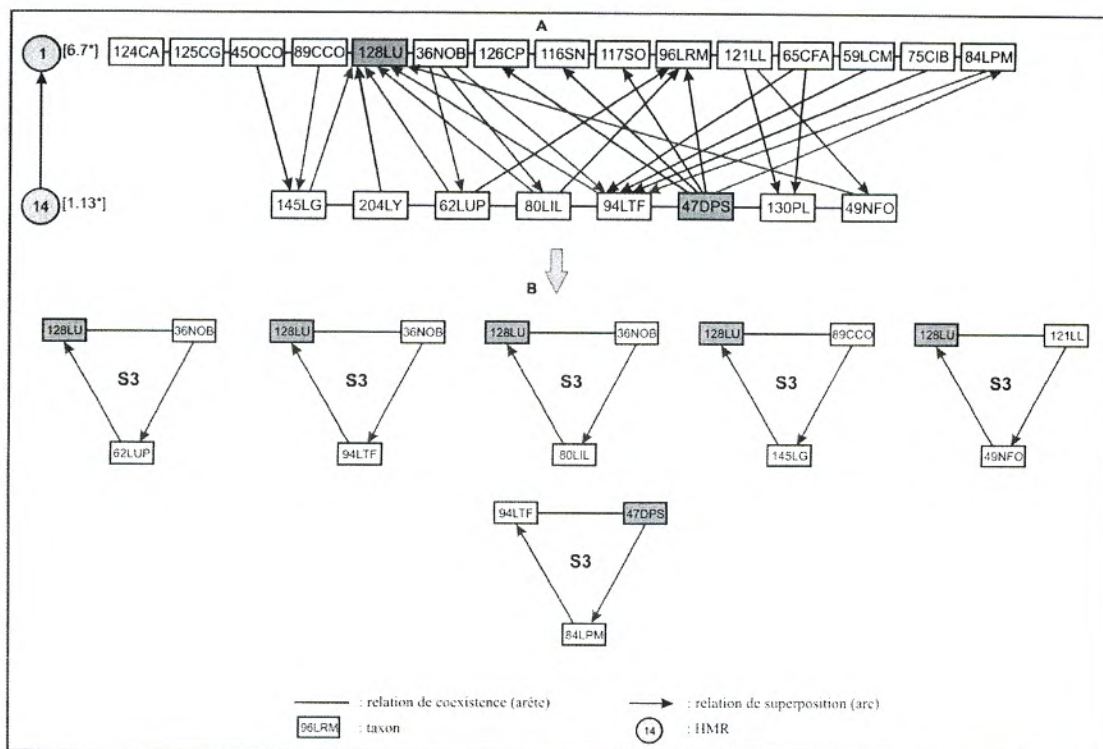 A
1 [6.7*] 124CA 125CG 45OCO 89CCO 128LU 36NOB 126CP 116SN 117SO 96LRM 121LL 65CFA 59LCM 75CIB 84LPM
14 [1.13*] 145LG 204LY 62LUP 80LIL 94LTF 47DPS 130PL 49NFO
B
128LU 36NOB 128LU 36NOB 128LU 36NOB 128LU 89CCO 128LU 121LL
S3 S3 S3 S3 S3
62LUP 94LTF 80LIL 145LG 49NFO
94LTF 47DPS
S3
84LPM
: relation de coexistence (arête) : relation de superposition (arc)
96LRM : taxon 14 : HMR